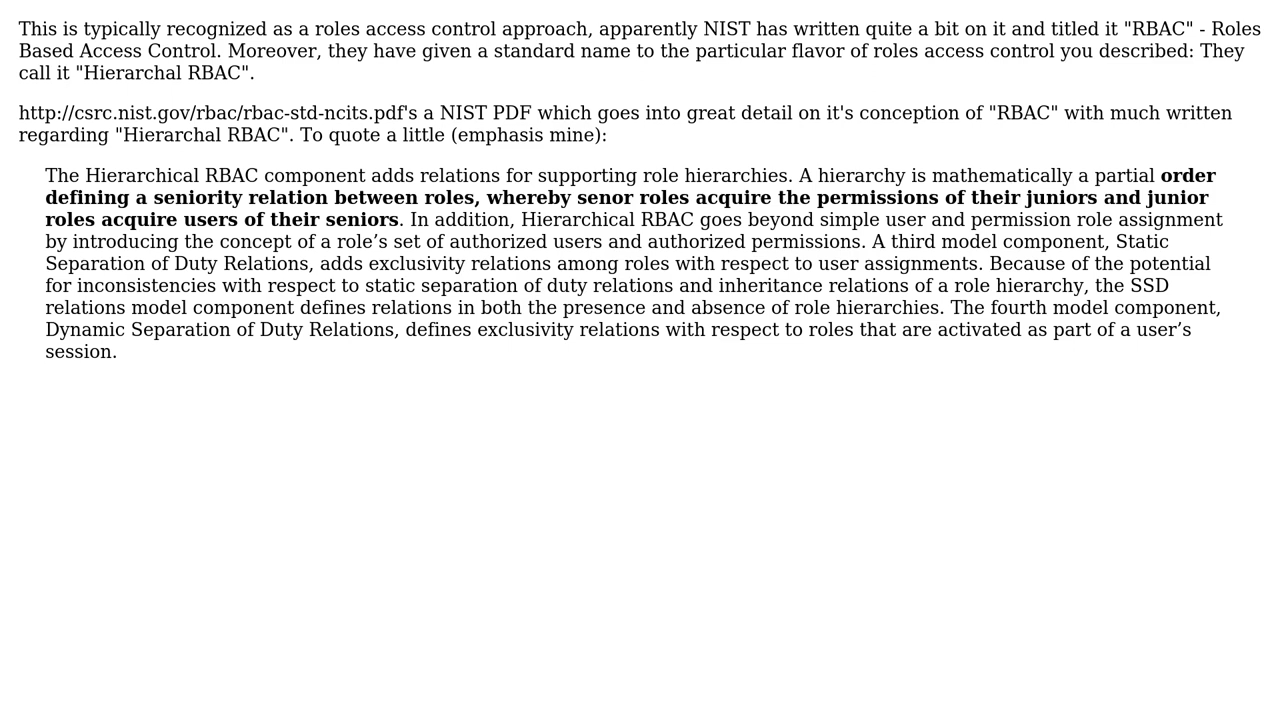 This is typically recognized as a roles access control approach, apparently NIST has written quite a bit on it and titled it "RBAC" - Roles
Based Access Control. Moreover, they have given a standard name to the particular flavor of roles access control you described: They
call it "Hierarchal RBAC".
http://csrc.nist.gov/rbac/rbac-std-ncits.pdf's a NIST PDF which goes into great detail on it's conception of "RBAC" with much written
regarding "Hierarchal RBAC". To quote a little (emphasis mine):
The Hierarchical RBAC component adds relations for supporting role hierarchies. A hierarchy is mathematically a partial order
defining a seniority relation between roles, whereby senor roles acquire the permissions of their juniors and junior
roles acquire users of their seniors. In addition, Hierarchical RBAC goes beyond simple user and permission role assignment
by introducing the concept of a role’s set of authorized users and authorized permissions. A third model component, Static
Separation of Duty Relations, adds exclusivity relations among roles with respect to user assignments. Because of the potential
for inconsistencies with respect to static separation of duty relations and inheritance relations of a role hierarchy, the SSD
relations model component defines relations in both the presence and absence of role hierarchies. The fourth model component,
Dynamic Separation of Duty Relations, defines exclusivity relations with respect to roles that are activated as part of a user’s
session.